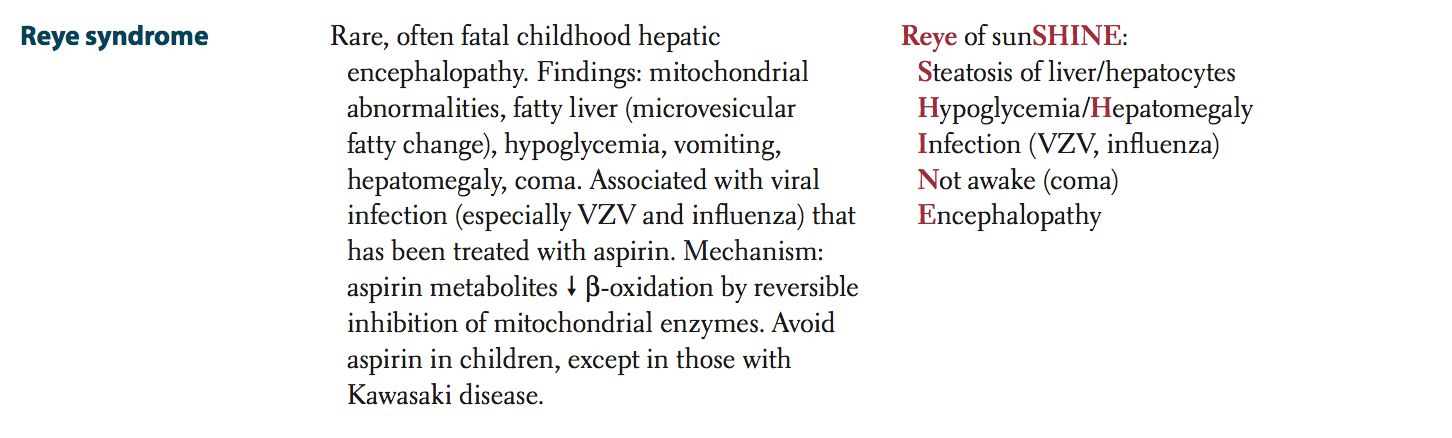 Reye syndrome
Rare, often fatal childhood hepatic
encephalopathy. Findings: mitochondrial
abnormalities, fatty liver (microvesicular
fatty change), hypoglycemia, vomiting,
hepatomegaly, coma. Associated with viral
infection (especially VZV and influenza) that
has been treated with aspirin. Mechanism:
aspirin metabolites ↓ β-oxidation by reversible
inhibition of mitochondrial enzymes. Avoid
aspirin in children, except in those with
Kawasaki disease.
Reye of sunSHINE:
Steatosis of liver/hepatocytes
Hypoglycemia/Hepatomegaly
Infection (VZV, influenza)
Not awake (coma)
Encephalopathy